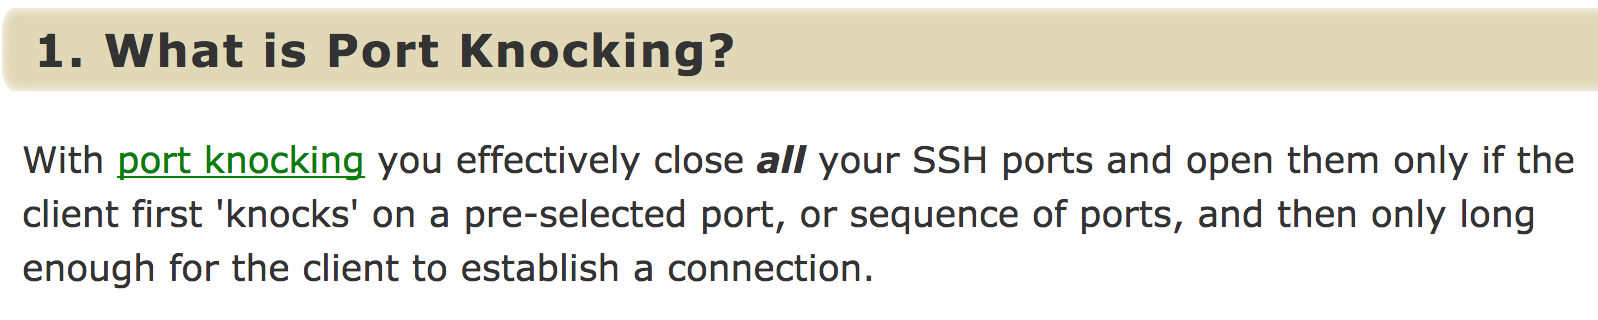 1. What is Port Knocking?
With port knocking you effectively close all your SSH ports and open them only if the
client first 'knocks' on a pre-selected port, or sequence of ports, and then only long
enough for the client to establish a connection.